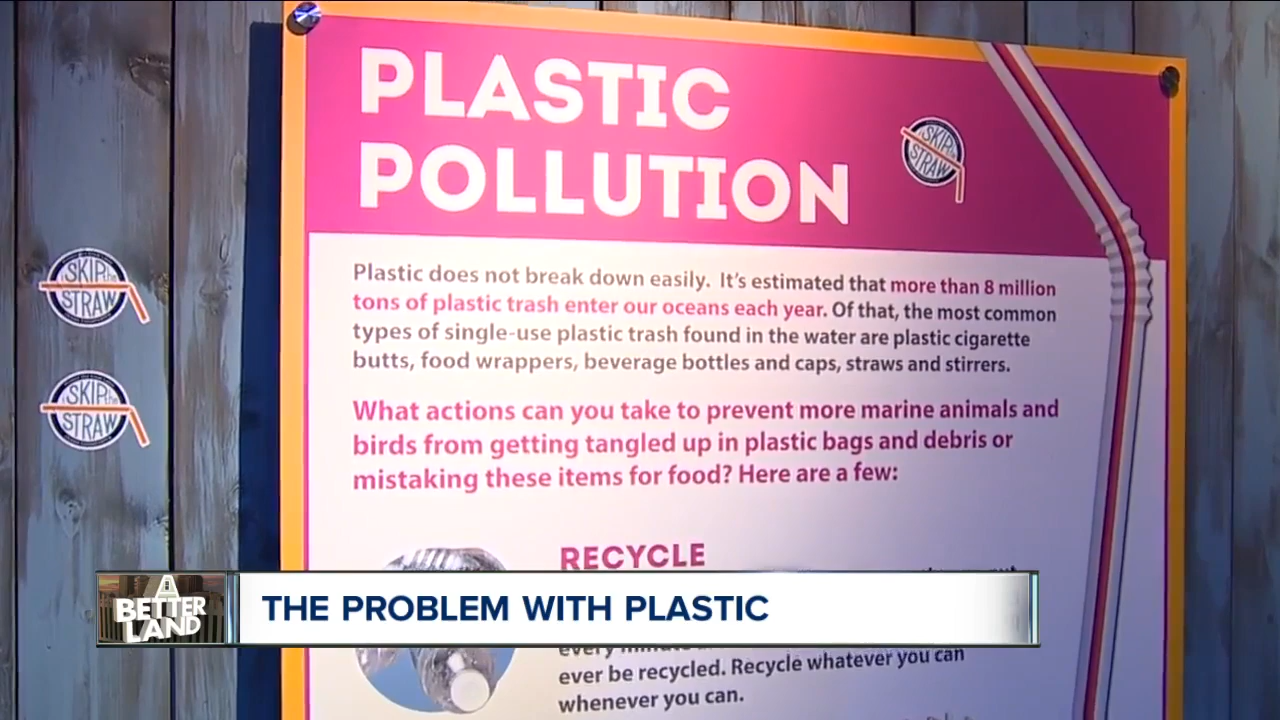 PLASTIC
POLLUTION
SKIP
STRAW
SKIP
STRAW
SKIP
STRAW
Plastic does not break down easily. It's estimated that more than 8 million
tons of plastic trash enter our oceans each year. Of that, the most common
types of single-use plastic trash found in the water are plastic cigarette
butts, food wrappers, beverage bottles and caps, straws and stirrers.
What actions can you take to prevent more marine animals and
birds from getting tangled up in plastic bags and debris or
mistaking these items for food? Here are a few:
RECYCLE
A
BETTER
LAND
THE PROBLEM WITH PLASTIC
every
ever be recycled. Recycle whatever you can
whenever you can.